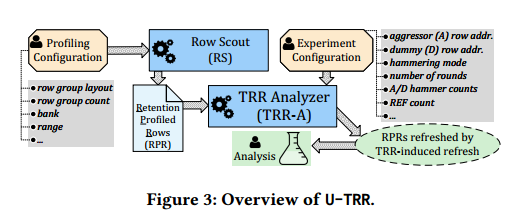 Profiling
Configuration
row group layout
row group count
bank
range
...
Row Scout
(RS)
Retention
Profiled
Rows (RPR)
TRR Analyzer
(TRR-A)
Analysis
Experiment
Configuration
aggressor (A) row addr.
dummy (D) row addr.
hammering mode
number of rounds
A/D hammer counts
REF count
...
RPRs refreshed by
TRR-induced refresh
Figure 3: Overview of U-TRR.